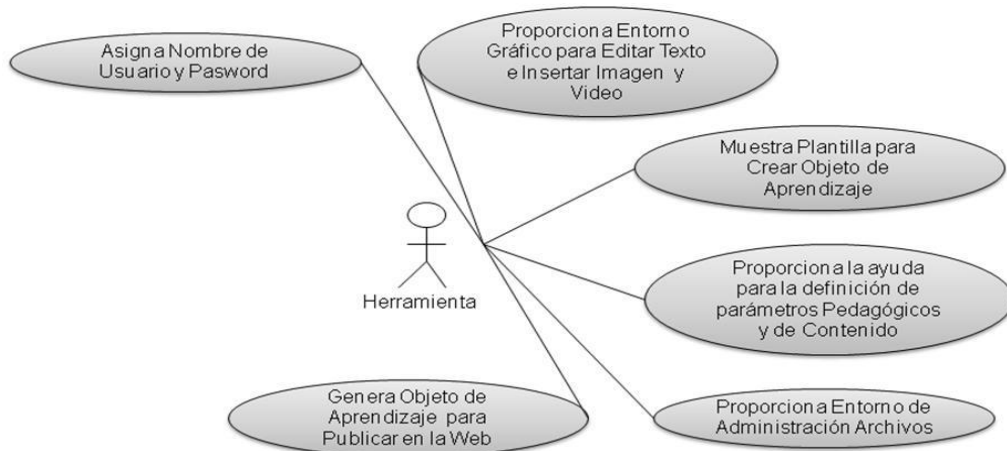 Asigna Nombre de
Usuario y Pasword
Proporciona Entorno
Gráfico para Editar Texto
e Insertar Imagen y
Video
Muestra Plantilla para
Crear Objeto de
Aprendizaje
Herramienta
Proporciona la ayuda
para la definición de
parámetros Pedagógicos
y de Contenido
Genera Objeto de
Aprendizaje para
Publicar en la Web
Proporciona Entorno de
Administración Archivos